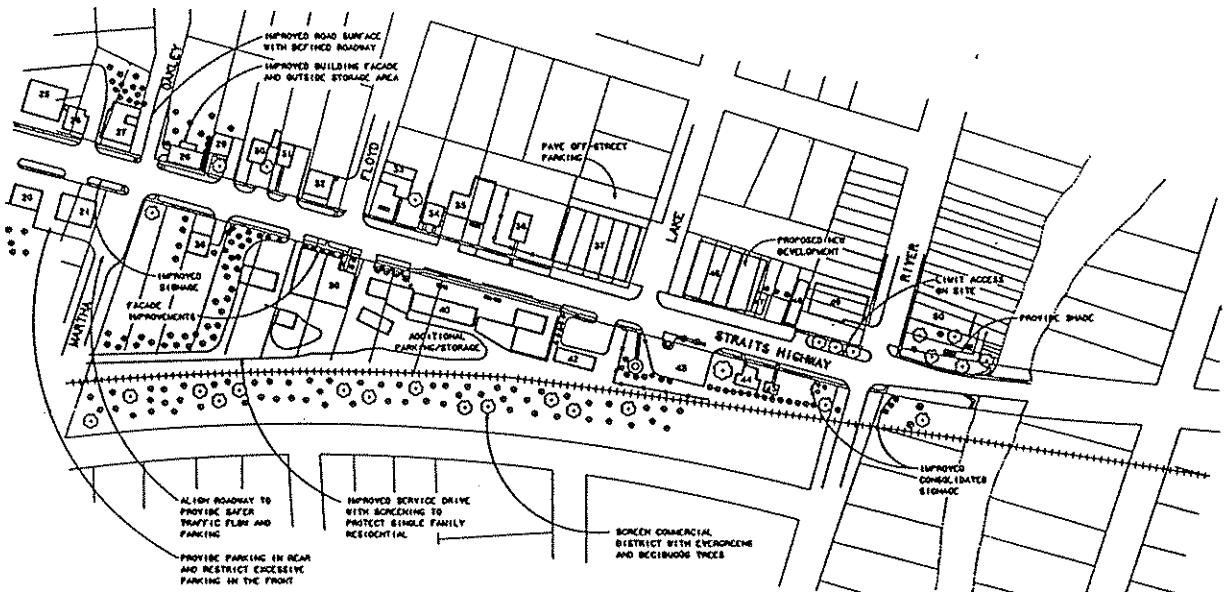 IMPROVED ROAD SURFACE
WITH DEFINED ROADWAY
IMPROVED BUILDING FACADE
AND OUTSIDE STORAGE AREA
OAKLEY
FLOYD
PAVE OFF-STREET
PARKING
LAKE
RIVER
PROPOSED NEW
DEVELOPMENT
LIMIT ACCESS
ON SITE
PROVIDE SHADE
25
26
27
28
29
30
31
32
33
34
35
37
50
20
21
IMPROVED
SIGNAGE
FACADE
IMPROVEMENTS
MARTHA
40
ADDITIONAL
PARKING/STORAGE
42
43
44
STRAITS HIGHWAY
IMPROVED
CONSOLIDATED
SIGNAGE
ALIGN ROADWAY TO
PROVIDE SAFER
TRAFFIC FLOW AND
PARKING
IMPROVED SERVICE DRIVE
WITH SCREENING TO
PROTECT SINGLE FAMILY
RESIDENTIAL
SCREEN COMMERCIAL
DISTRICT WITH EVERGREENS
AND DECIDUOUS TREES
PROVIDE PARKING IN REAR
AND RESTRICT EXCESSIVE
PARKING IN THE FRONT